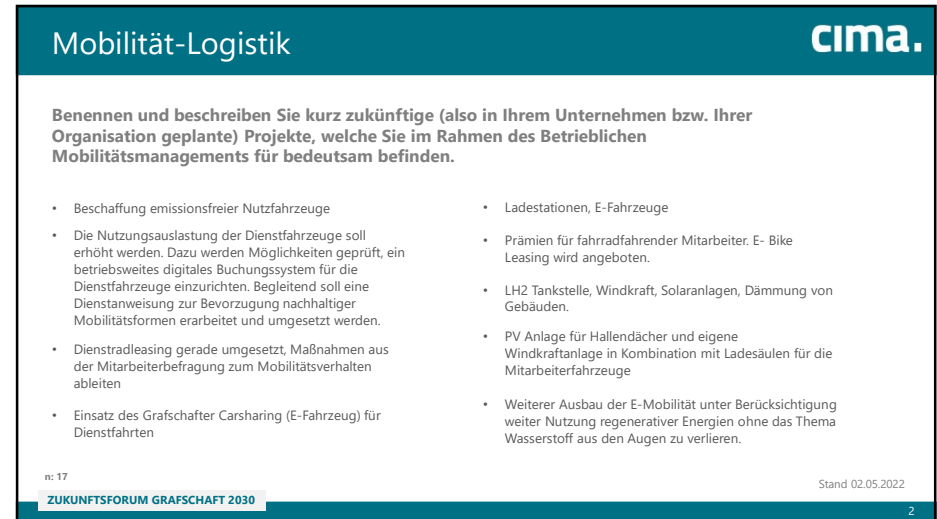 Mobilität-Logistik
cima.
Benennen und beschreiben Sie kurz zukünftige (also in Ihrem Unternehmen bzw. Ihrer
Organisation geplante) Projekte, welche Sie im Rahmen des Betrieblichen
Mobilitätsmanagements für bedeutsam befinden.
• Beschaffung emissionsfreier Nutzfahrzeuge
• Die Nutzungsauslastung der Dienstfahrzeuge soll
erhöht werden. Dazu werden Möglichkeiten geprüft, ein
betriebsweites digitales Buchungssystem für die
Dienstfahrzeuge einzurichten. Begleitend soll eine
Dienstanweisung zur Bevorzugung nachhaltiger
Mobilitätsformen erarbeitet und umgesetzt werden.
• Dienstradleasing gerade umgesetzt, Maßnahmen aus
der Mitarbeiterbefragung zum Mobilitätsverhalten
ableiten
• Einsatz des Grafschafter Carsharing (E-Fahrzeug) für
Dienstfahrten
• Ladestationen, E-Fahrzeuge
• Prämien für fahrradfahrender Mitarbeiter. E- Bike
Leasing wird angeboten.
• LH2 Tankstelle, Windkraft, Solaranlagen, Dämmung von
Gebäuden.
• PV Anlage für Hallendächer und eigene
Windkraftanlage in Kombination mit Ladesäulen für die
Mitarbeiterfahrzeuge
• Weiterer Ausbau der E-Mobilität unter Berücksichtigung
weiter Nutzung regenerativer Energien ohne das Thema
Wasserstoff aus den Augen zu verlieren.
n: 17
Stand 02.05.2022
ZUKUNFTSFORUM GRAFSCHAFT 2030
2